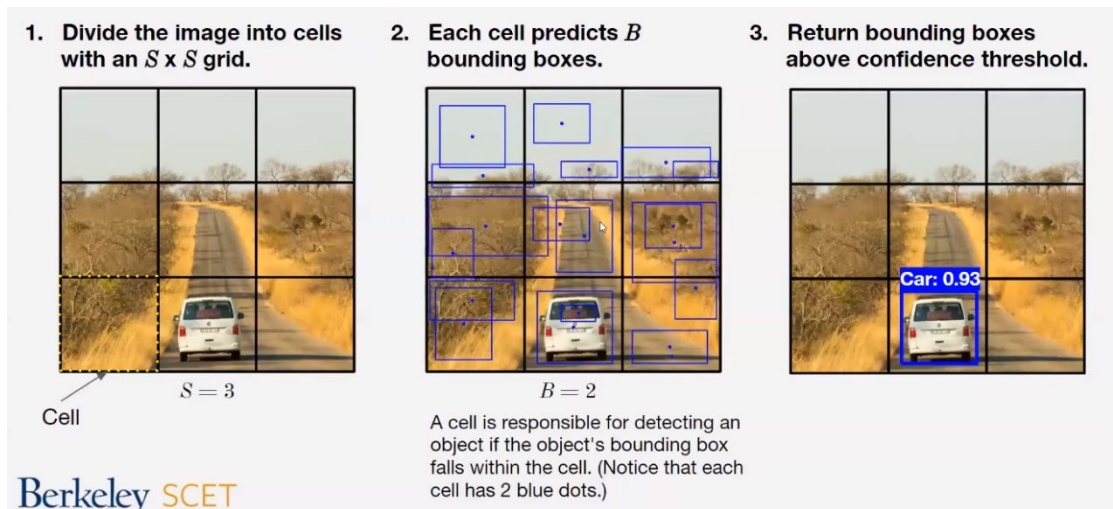 1. Divide the image into cells
with an S x S grid.
2. Each cell predicts B
bounding boxes.
3. Return bounding boxes
above confidence threshold.
Car: 0.93
S = 3
B = 2
Cell
A cell is responsible for detecting an
object if the object's bounding box
falls within the cell. (Notice that each
cell has 2 blue dots.)
Berkeley SCET